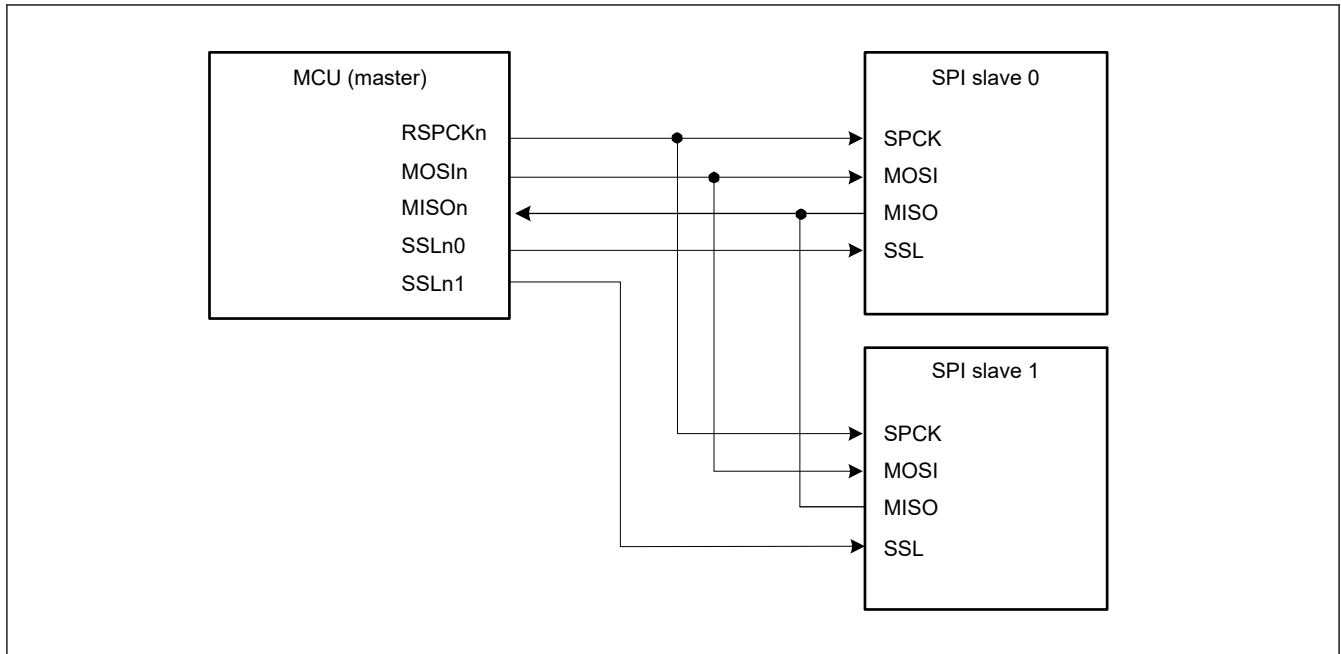 MCU (master)
RSPCKn
MOSIn
MISOn
SSLn0
SSLn1
SPI slave 0
SPCK
MOSI
MISO
SSL
SPI slave 1
SPCK
MOSI
MISO
SSL